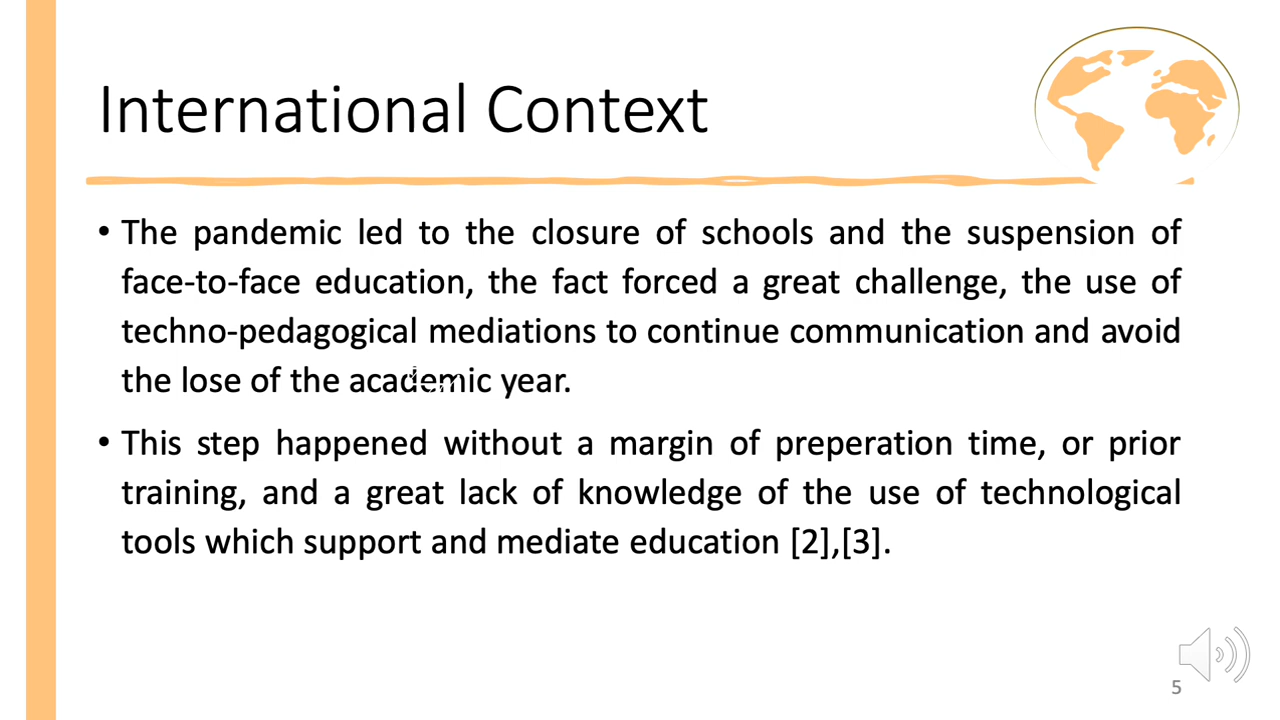 International Context
• The pandemic led to the closure of schools and the suspension of
face-to-face education, the fact forced a great challenge, the use of
techno-pedagogical mediations to continue communication and avoid
the lose of the academic year.
• This step happened without a margin of preperation time, or prior
training, and a great lack of knowledge of the use of technological
tools which support and mediate education [2],[3].
5